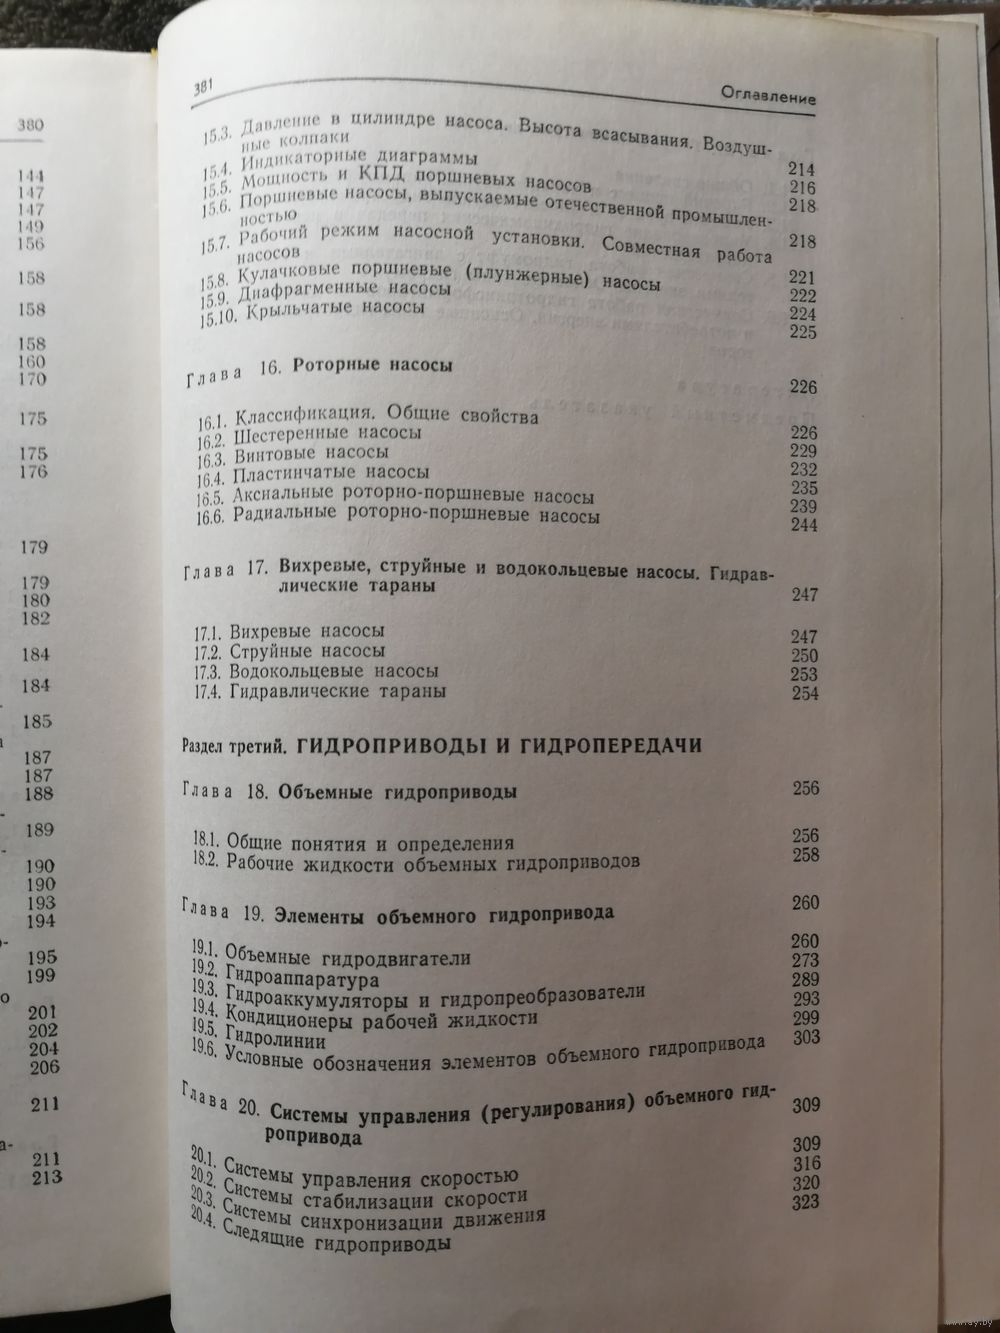 380
144
147
147
149
156
158
158
158
160
170
175
175
176
179
179
180
182
184
184
185
187
187
188
189
190
190
193
194
195
199
201
202
204
206
211
211
213
381 Оглавление
15.3. Давление в цилиндре насоса. Высота всасывания. Воздуш-
ные колпаки 214
15.4. Индикаторные диаграммы 216
15.5. Мощность и КПД поршневых насосов 218
15.6. Поршневые насосы, выпускаемые отечественной промышлен-
ностью 218
15.7. Рабочий режим насосной установки. Совместная работа
насосов 221
15.8. Кулачковые поршневые (плунжерные) насосы 222
15.9. Диафрагменные насосы 224
15.10. Крыльчатые насосы 225
Глава 16. Роторные насосы 226
16.1. Классификация. Общие свойства 226
16.2. Шестеренные насосы 229
16.3. Винтовые насосы 232
16.4. Пластинчатые насосы 235
16.5. Аксиальные роторно-поршневые насосы 239
16.6. Радиальные роторно-поршневые насосы 244
Глава 17. Вихревые, струйные и водокольцевые насосы. Гидрав-
лические тараны 247
17.1. Вихревые насосы 247
17.2. Струйные насосы 250
17.3. Водокольцевые насосы 253
17.4. Гидравлические тараны 254
Раздел третий. ГИДРОПРИВОДЫ И ГИДРОПЕРЕДАЧИ
Глава 18. Объемные гидроприводы 256
18.1. Общие понятия и определения 256
18.2. Рабочие жидкости объемных гидроприводов 258
Глава 19. Элементы объемного гидропривода 260
19.1. Объемные гидродвигатели 260
19.2. Гидроаппаратура 273
19.3. Гидроаккумуляторы и гидропреобразователи 289
19.4. Кондиционеры рабочей жидкости 293
19.5. Гидролинии 299
19.6. Условные обозначения элементов объемного гидропривода 303
Глава 20. Системы управления (регулирования) объемного гид-
ропривода 309
20.1. Системы управления скоростью 309
20.2. Системы стабилизации скорости 316
20.3. Системы синхронизации движения 320
20.4. Следящие гидроприводы 323
www.ay.by